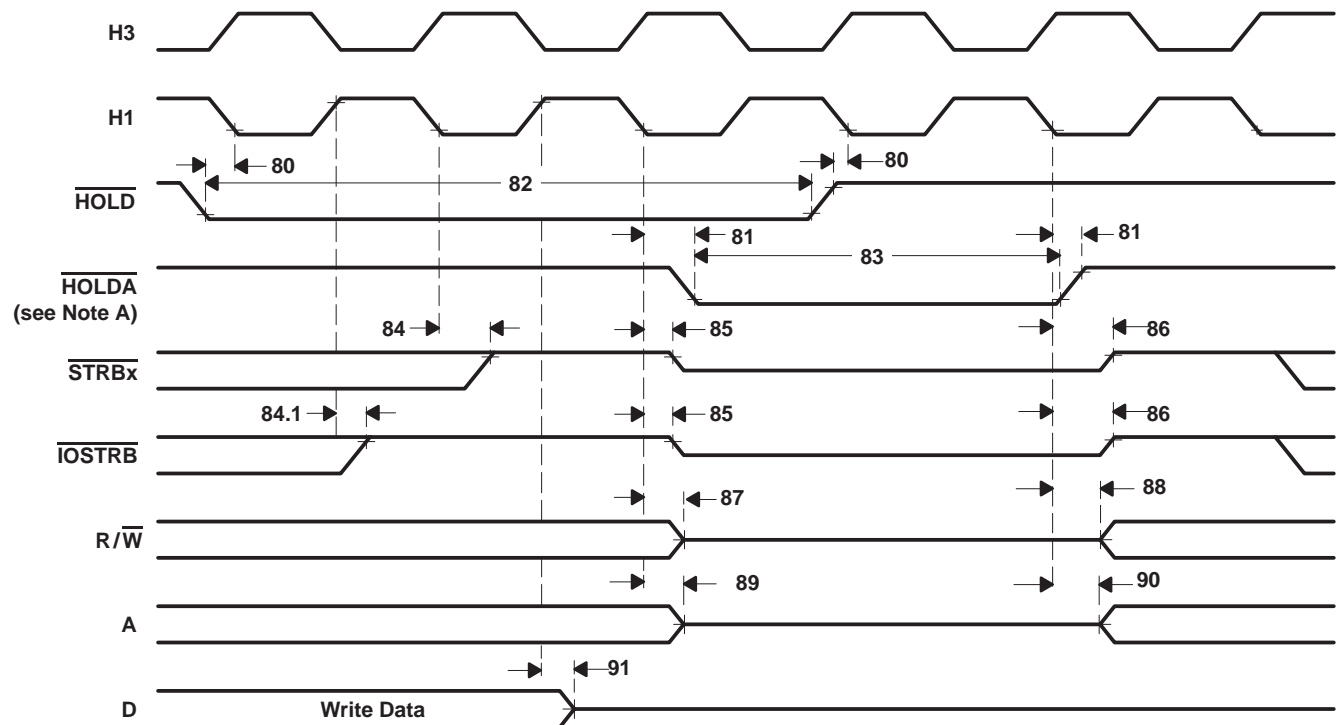 H3
H1
80
80
82
HOLD
81
81
83
HOLDA
(see Note A)
84
85
86
STRBx
84.1
85
86
IOSTRB
87
88
R/W
89
90
A
91
D
Write Data